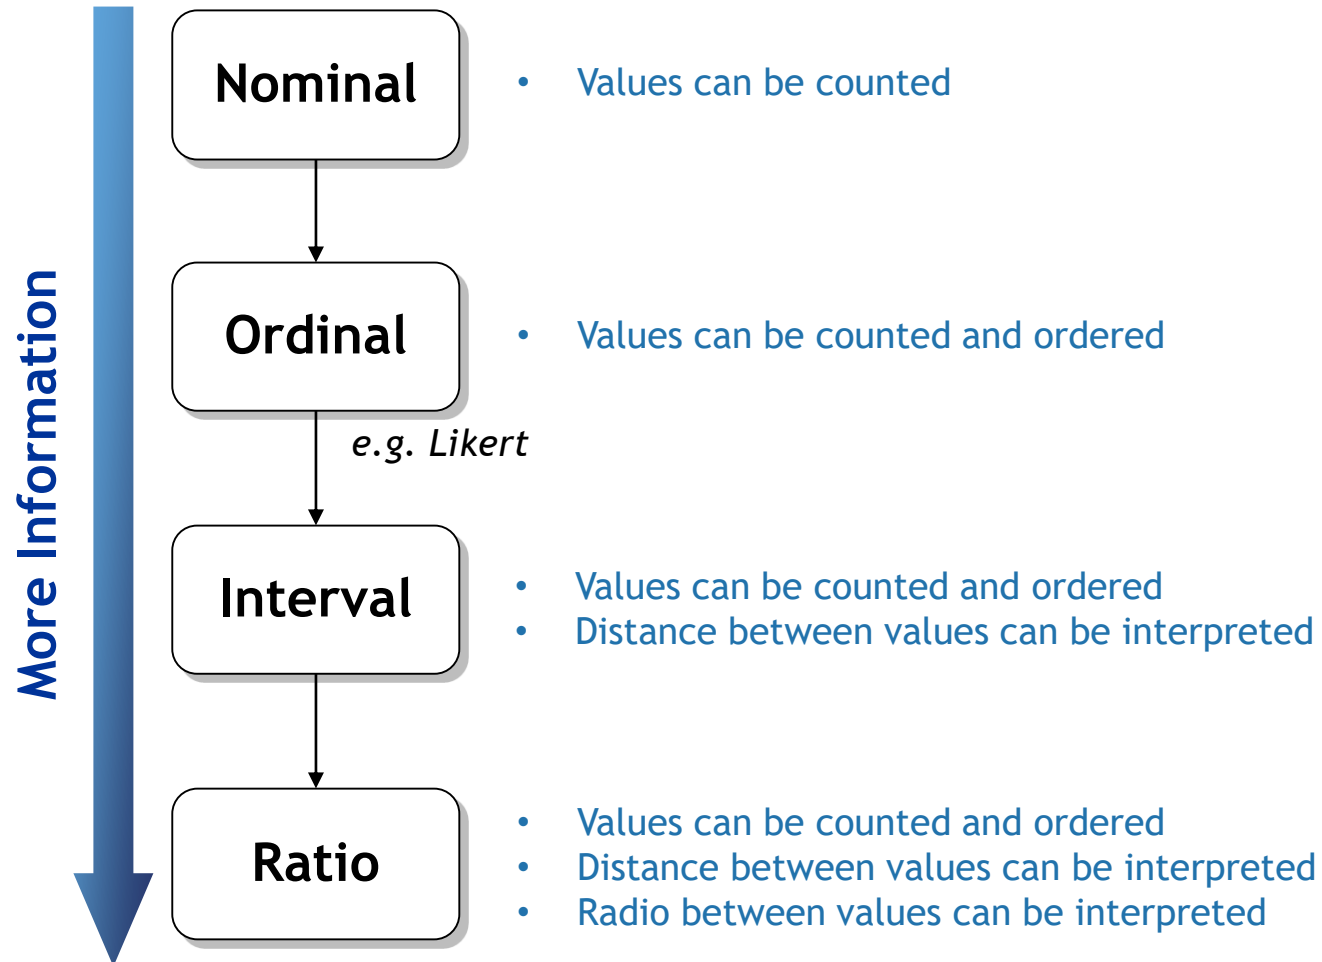 More Information
Nominal
• Values can be counted
Ordinal
• Values can be counted and ordered
e.g. Likert
Interval
• Values can be counted and ordered
• Distance between values can be interpreted
Ratio
• Values can be counted and ordered
• Distance between values can be interpreted
• Radio between values can be interpreted